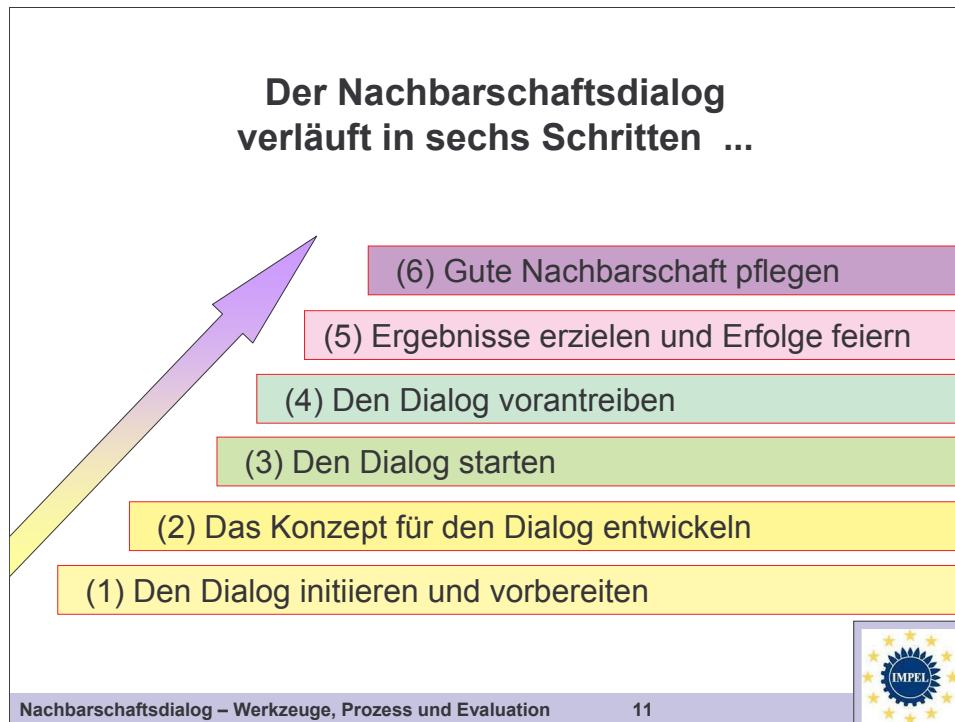 Der Nachbarschaftsdialog
verläuft in sechs Schritten ...
(6) Gute Nachbarschaft pflegen
(5) Ergebnisse erzielen und Erfolge feiern
(4) Den Dialog vorantreiben
(3) Den Dialog starten
(2) Das Konzept für den Dialog entwickeln
(1) Den Dialog initiieren und vorbereiten
IMPEL
Nachbarschaftsdialog – Werkzeuge, Prozess und Evaluation 11